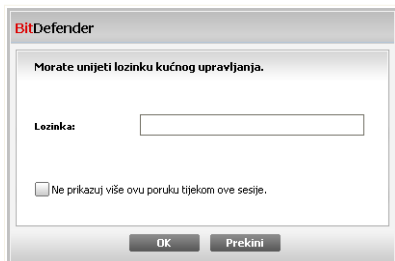 BitDefender
Morate unijeti lozinku kućnog upravljanja.
Lozinka:
Ne prikazuj više ovu poruku tijekom ove sesije.
OK Prekini